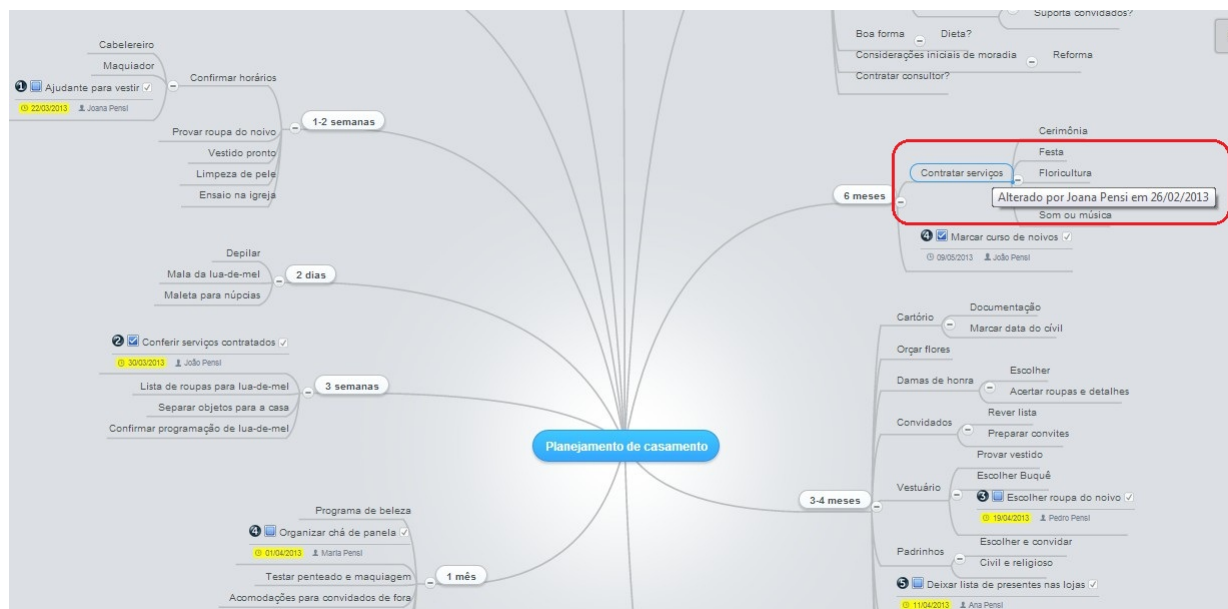 Cabelereiro
Maquiador
1 Ajudante para vestir
22/03/2013 Joana Pensi
Confirmar horários
Provar roupa do noivo
Vestido pronto
Limpeza de pele
Ensaio na igreja
1-2 semanas
Depilar
Mala da lua-de-mel
Maleta para núpcias
2 dias
2 Conferir serviços contratados
30/03/2013 João Pensi
Lista de roupas para lua-de-mel
Separar objetos para a casa
Confirmar programação de lua-de-mel
3 semanas
Programa de beleza
4 Organizar chá de panela
01/04/2013 Maria Pensi
Testar penteado e maquiagem
Acomodações para convidados de fora
1 mês
Planejamento de casamento
Suporta convidados?
Boa forma
Dieta?
Considerações iniciais de moradia
Reforma
Contratar consultor?
6 meses
Contratar serviços
Cerimônia
Festa
Floricultura
Alterado por Joana Pensi em 26/02/2013
Som ou música
4 Marcar curso de noivos
09/05/2013 João Pensi
3-4 meses
Cartório
Documentação
Marcar data do cívil
Orçar flores
Damas de honra
Escolher
Acertar roupas e detalhes
Convidados
Rever lista
Preparar convites
Vestuário
Provar vestido
Escolher Buquê
3 Escolher roupa do noivo
19/04/2013 Pedro Pensi
Padrinhos
Escolher e convidar
Civil e religioso
5 Deixar lista de presentes nas lojas
11/04/2013 Ana Pensi